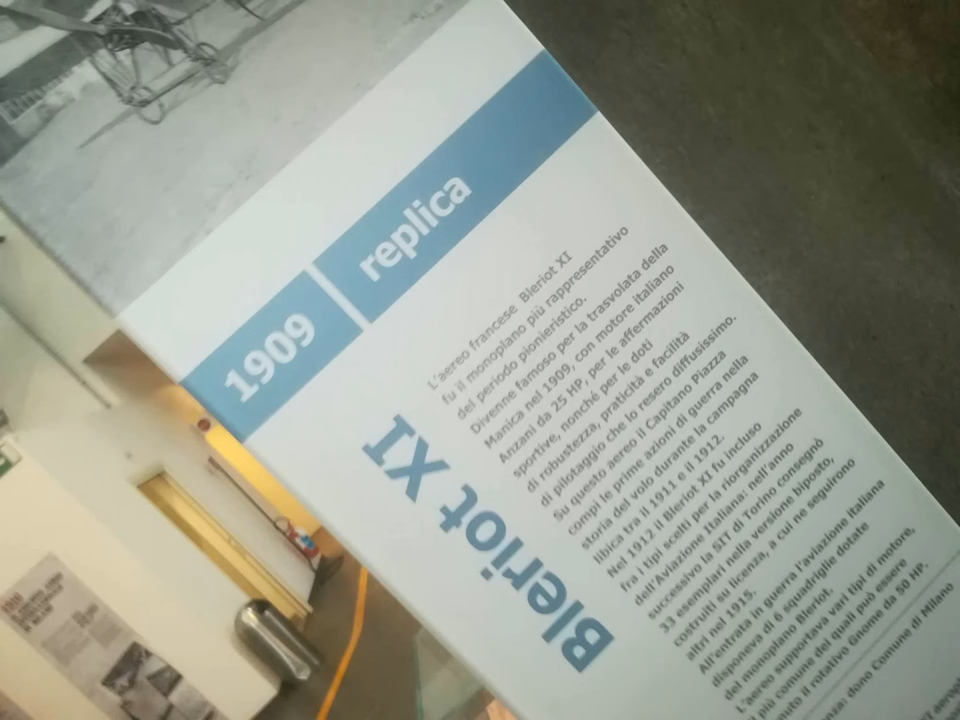 1909 replica
Bleriot XI
L'aereo francese Bleriot XI
fu il monoplano più rappresentativo
del periodo pionieristico.
Divenne famoso per la trasvolata della
Manica nel 1909, con motore italiano
Anzani da 25 HP, per le affermazioni
sportive, nonché per le doti
di robustezza, praticità e facilità
di pilotaggio che lo resero diffusissimo.
Su questo aereo il Capitano Piazza
compì le prime azioni di guerra nella
storia del volo durante la campagna
libica tra il 1911 e il 1912.
Nel 1912 il Bleriot XI fu incluso
fra i tipi scelti per la riorganizzazione
dell'Aviazione Italiana: nell'anno
successivo la SIT di Torino consegnò
33 esemplari nella versione biposto,
costruiti su licenza, a cui ne seguirono
altri nel 1915.
All'entrata in guerra l'aviazione italiana
disponeva di 6 squadriglie dotate
del monoplano Bleriot.
L'aereo supportava vari tipi di motore,
il più comune dei quali può essere
il rotativo Gnome da 50 HP.
dono Comune di Milano